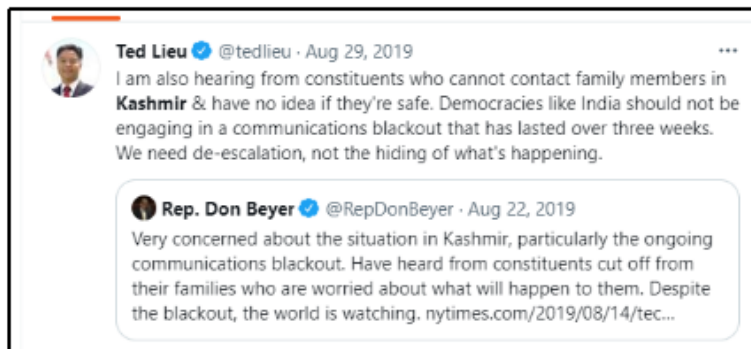 Ted Lieu @tedlieu · Aug 29, 2019
I am also hearing from constituents who cannot contact family members in
Kashmir & have no idea if they're safe. Democracies like India should not be
engaging in a communications blackout that has lasted over three weeks.
We need de-escalation, not the hiding of what's happening.
Rep. Don Beyer @RepDonBeyer · Aug 22, 2019
Very concerned about the situation in Kashmir, particularly the ongoing
communications blackout. Have heard from constituents cut off from
their families who are worried about what will happen to them. Despite
the blackout, the world is watching. nytimes.com/2019/08/14/tec...